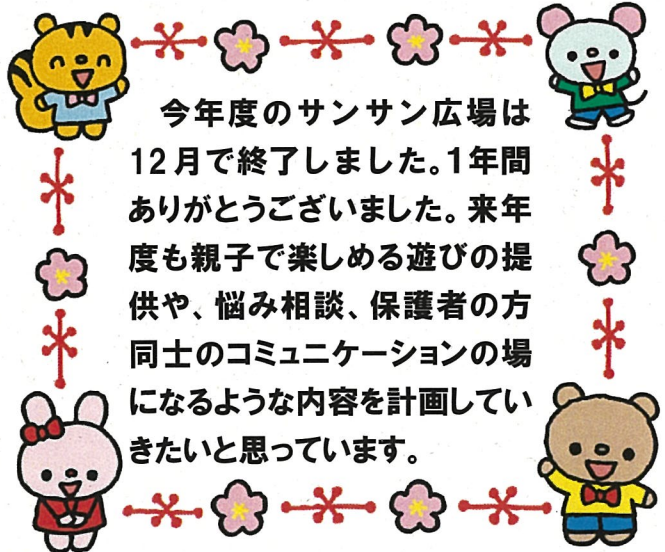 今年度のサンサン広場は
12月で終了しました。1年間
ありがとうございました。来年
度も親子で楽しめる遊びの提
供や、悩み相談、保護者の方
同士のコミュニケーションの場
になるような内容を計画してい
きたいと思っています。